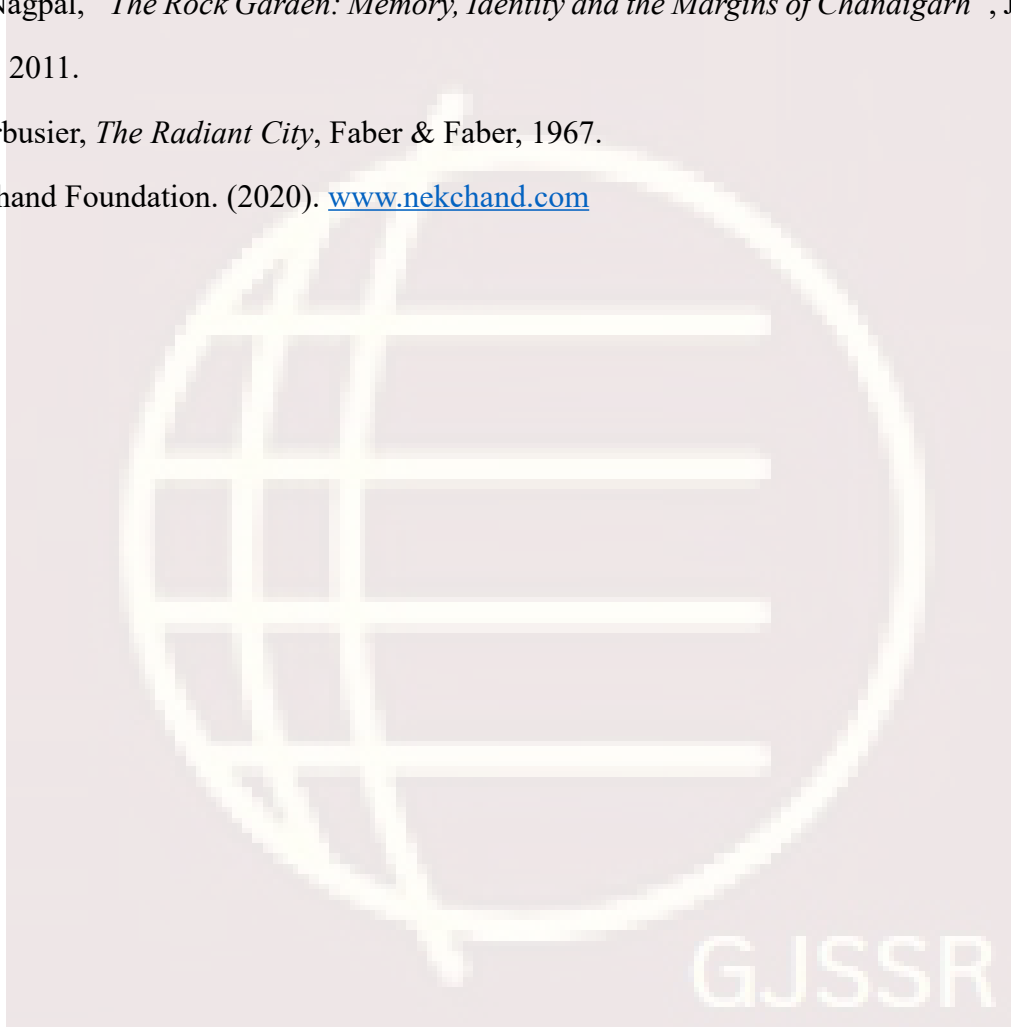 Nagpal, "The Rock Garden: Memory, Identity and the Margins of Chandigarh",
2011.
rbusier, The Radiant City, Faber & Faber, 1967.
hand Foundation. (2020). www.nekchand.com
GJSSR